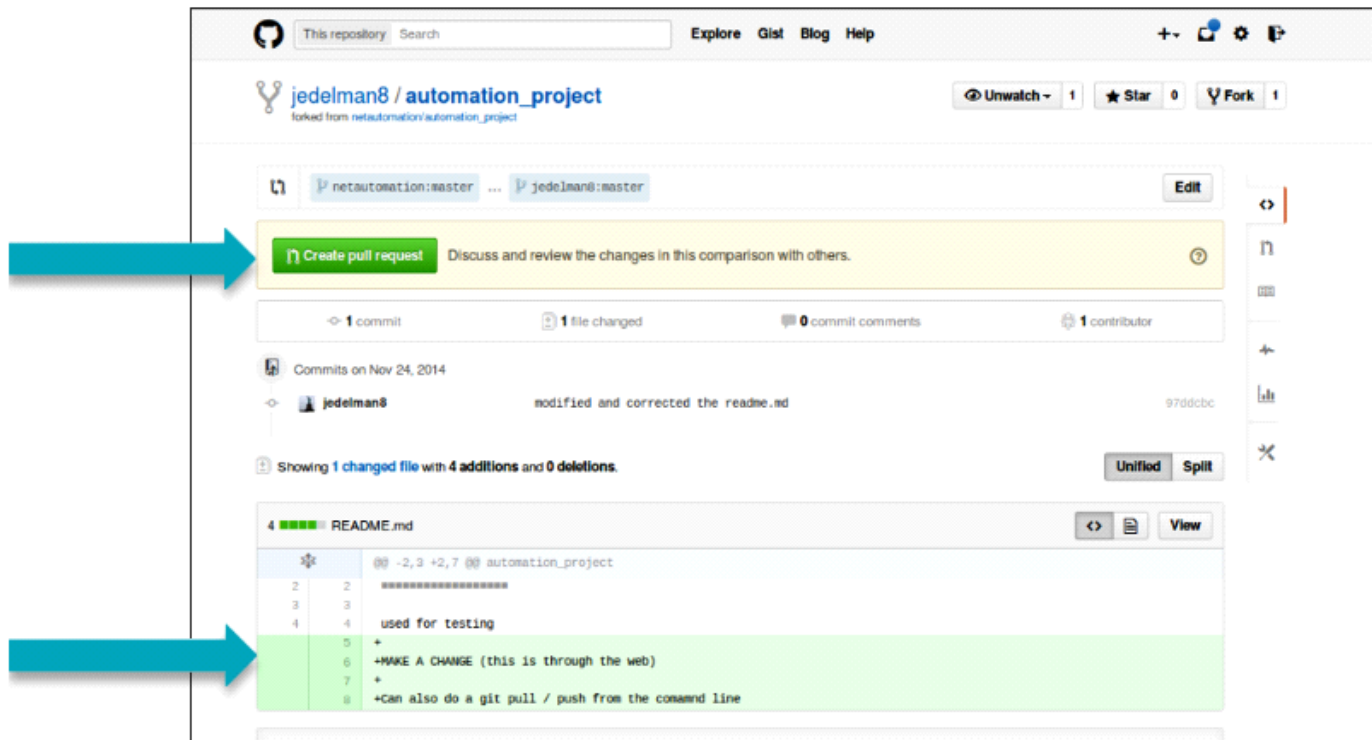 This repository Search Explore Gist Blog Help
jedelman8 / automation_project Unwatch 1 Star 0 Fork 1
forked from netautomation/automation_project
netautomation:master ... jedelman8:master Edit
Create pull request Discuss and review the changes in this comparison with others.
1 commit 1 file changed 0 commit comments 1 contributor
Commits on Nov 24, 2014
jedelman8 modified and corrected the readme.md 97ddcbc
Showing 1 changed file with 4 additions and 0 deletions. Unified Split
4 README.md <> View
@@ -2,3 +2,7 @@ automation_project
2 2 ==================
3 3
4 4 used for testing
5 +
6 +MAKE A CHANGE (this is through the web)
7 +
8 +Can also do a git pull / push from the comamnd line